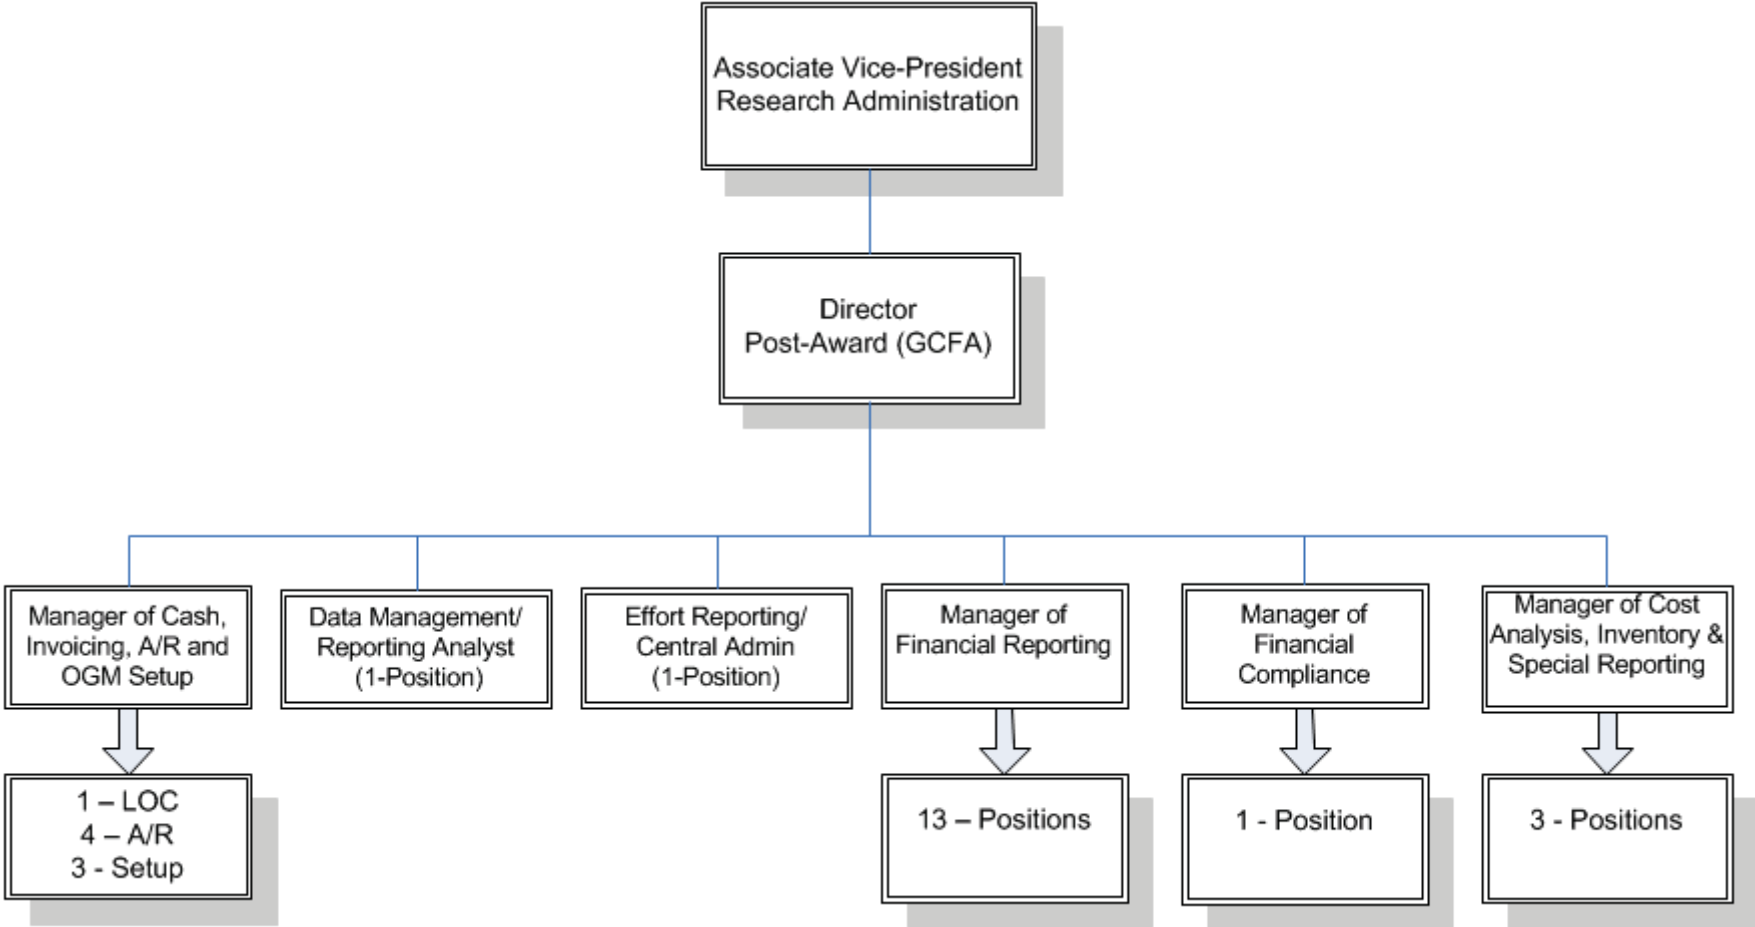 Associate Vice-President
Research Administration
Director
Post-Award (GCFA)
Manager of Cash,
Invoicing, A/R and
OGM Setup
Data Management/
Reporting Analyst
(1-Position)
Effort Reporting/
Central Admin
(1-Position)
Manager of
Financial Reporting
Manager of
Financial
Compliance
Manager of Cost
Analysis, Inventory &
Special Reporting
1 – LOC
4 – A/R
3 - Setup
13 – Positions
1 - Position
3 - Positions